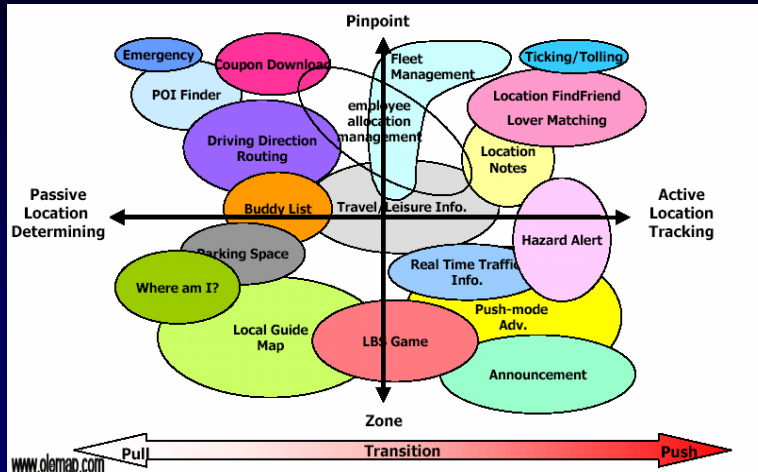 Pinpoint
Emergency
Coupon Download
Fleet
Management
Ticking/Tolling
POI Finder
Location FindFriend
Lover Matching
employee
allocation
management
Driving Direction
Routing
Location
Notes
Passive
Location
Determining
Buddy List
Travel/Leisure Info.
Active
Location
Tracking
Hazard Alert
Parking Space
Real Time Traffic
Info.
Where am I?
Push-mode
Adv.
Local Guide
Map
LBS Game
Announcement
Zone
Pull
Transition
Push
www.olemap.com